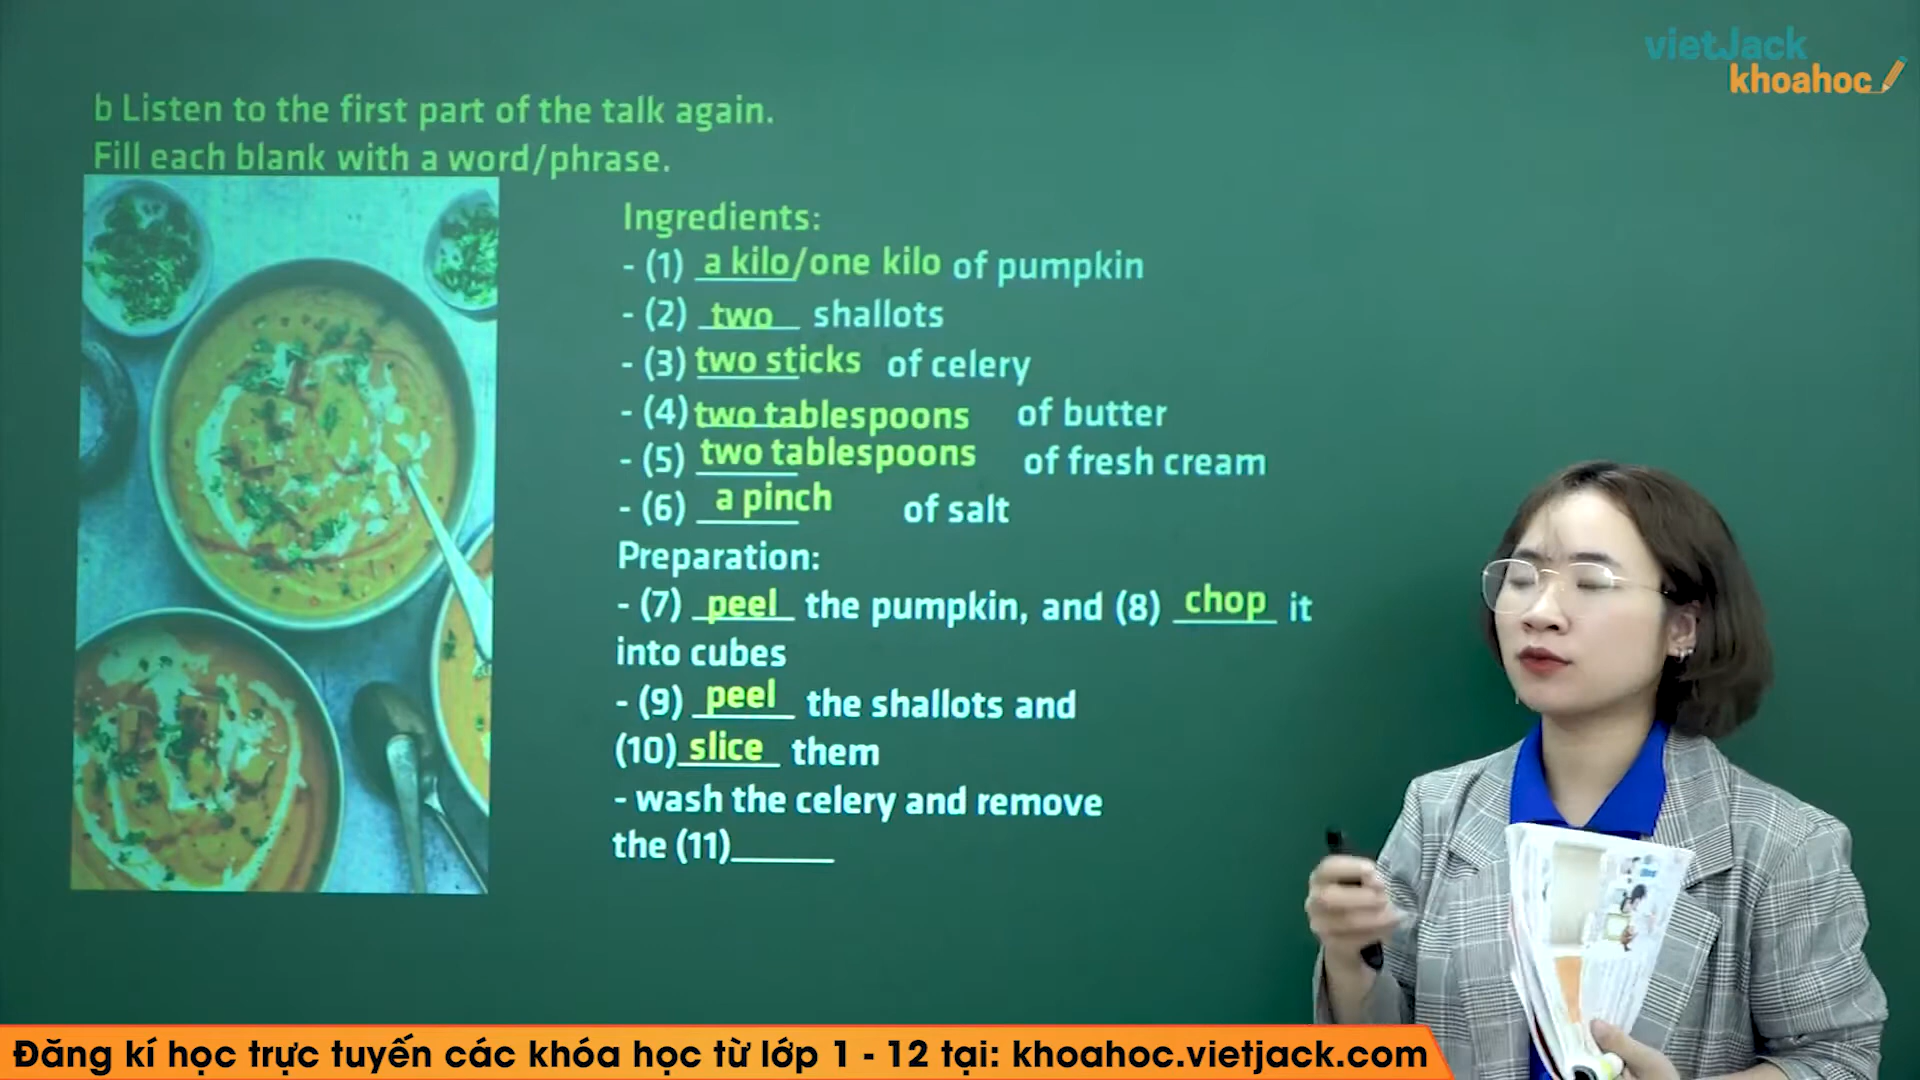 vietJack
khoahoc
b Listen to the first part of the talk again.
Fill each blank with a word/phrase.
Ingredients:
- (1) a kilo/one kilo of pumpkin
- (2) two shallots
- (3) two sticks of celery
- (4) two tablespoons of butter
- (5) two tablespoons of fresh cream
- (6) a pinch of salt
Preparation:
- (7) peel the pumpkin, and (8) chop it
into cubes
- (9) peel the shallots and
(10) slice them
- wash the celery and remove
the (11)______
Đăng kí học trực tuyến các khóa học từ lớp 1 - 12 tại: khoahoc.vietjack.com